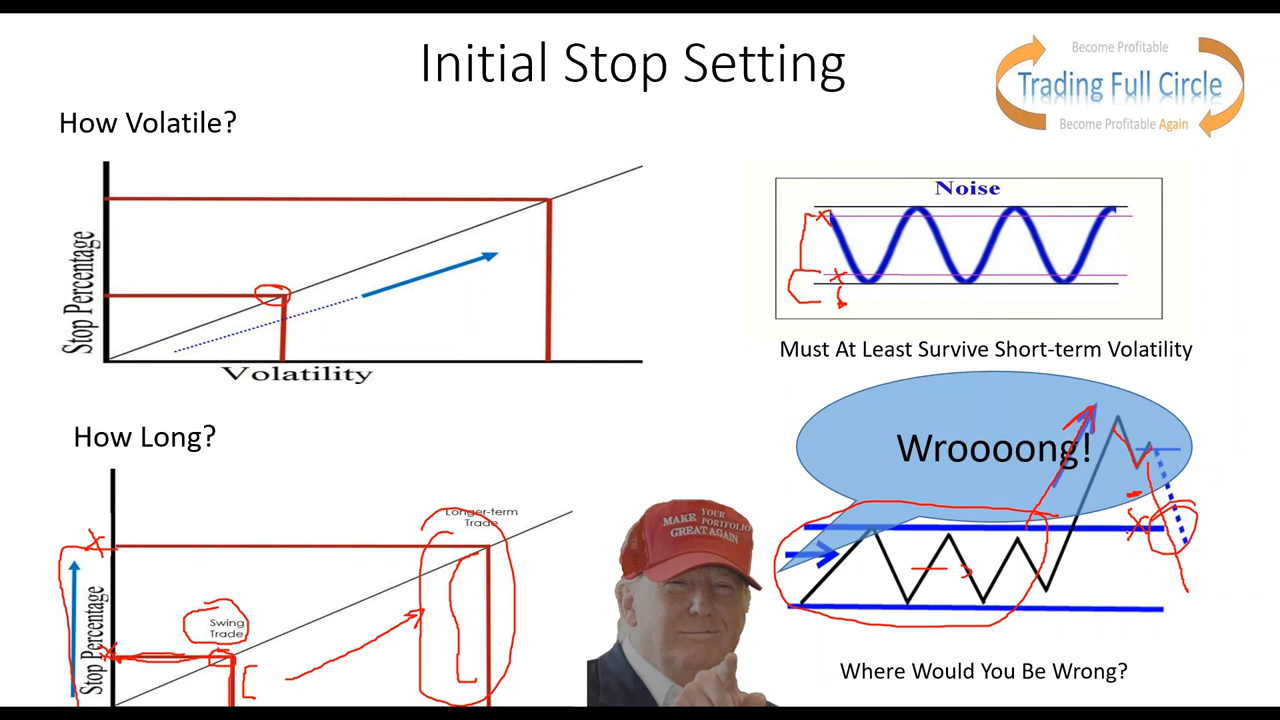 Initial Stop Setting
Become Profitable
Trading Full Circle
Become Profitable Again
How Volatile?
Stop Percentage
Volatility
Noise
Must At Least Survive Short-term Volatility
How Long?
Stop Percentage
Swing
Trade
Longer-term
Trade
MAKE YOUR
PORTFOLIO
GREAT AGAIN
Wroooong!
Where Would You Be Wrong?